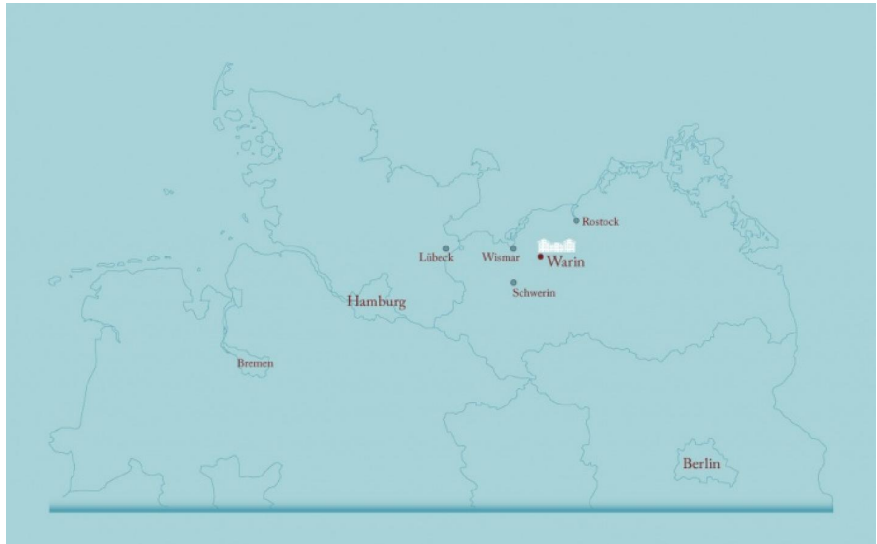 Rostock
Lübeck
Wismar
Warin
Schwerin
Hamburg
Bremen
Berlin